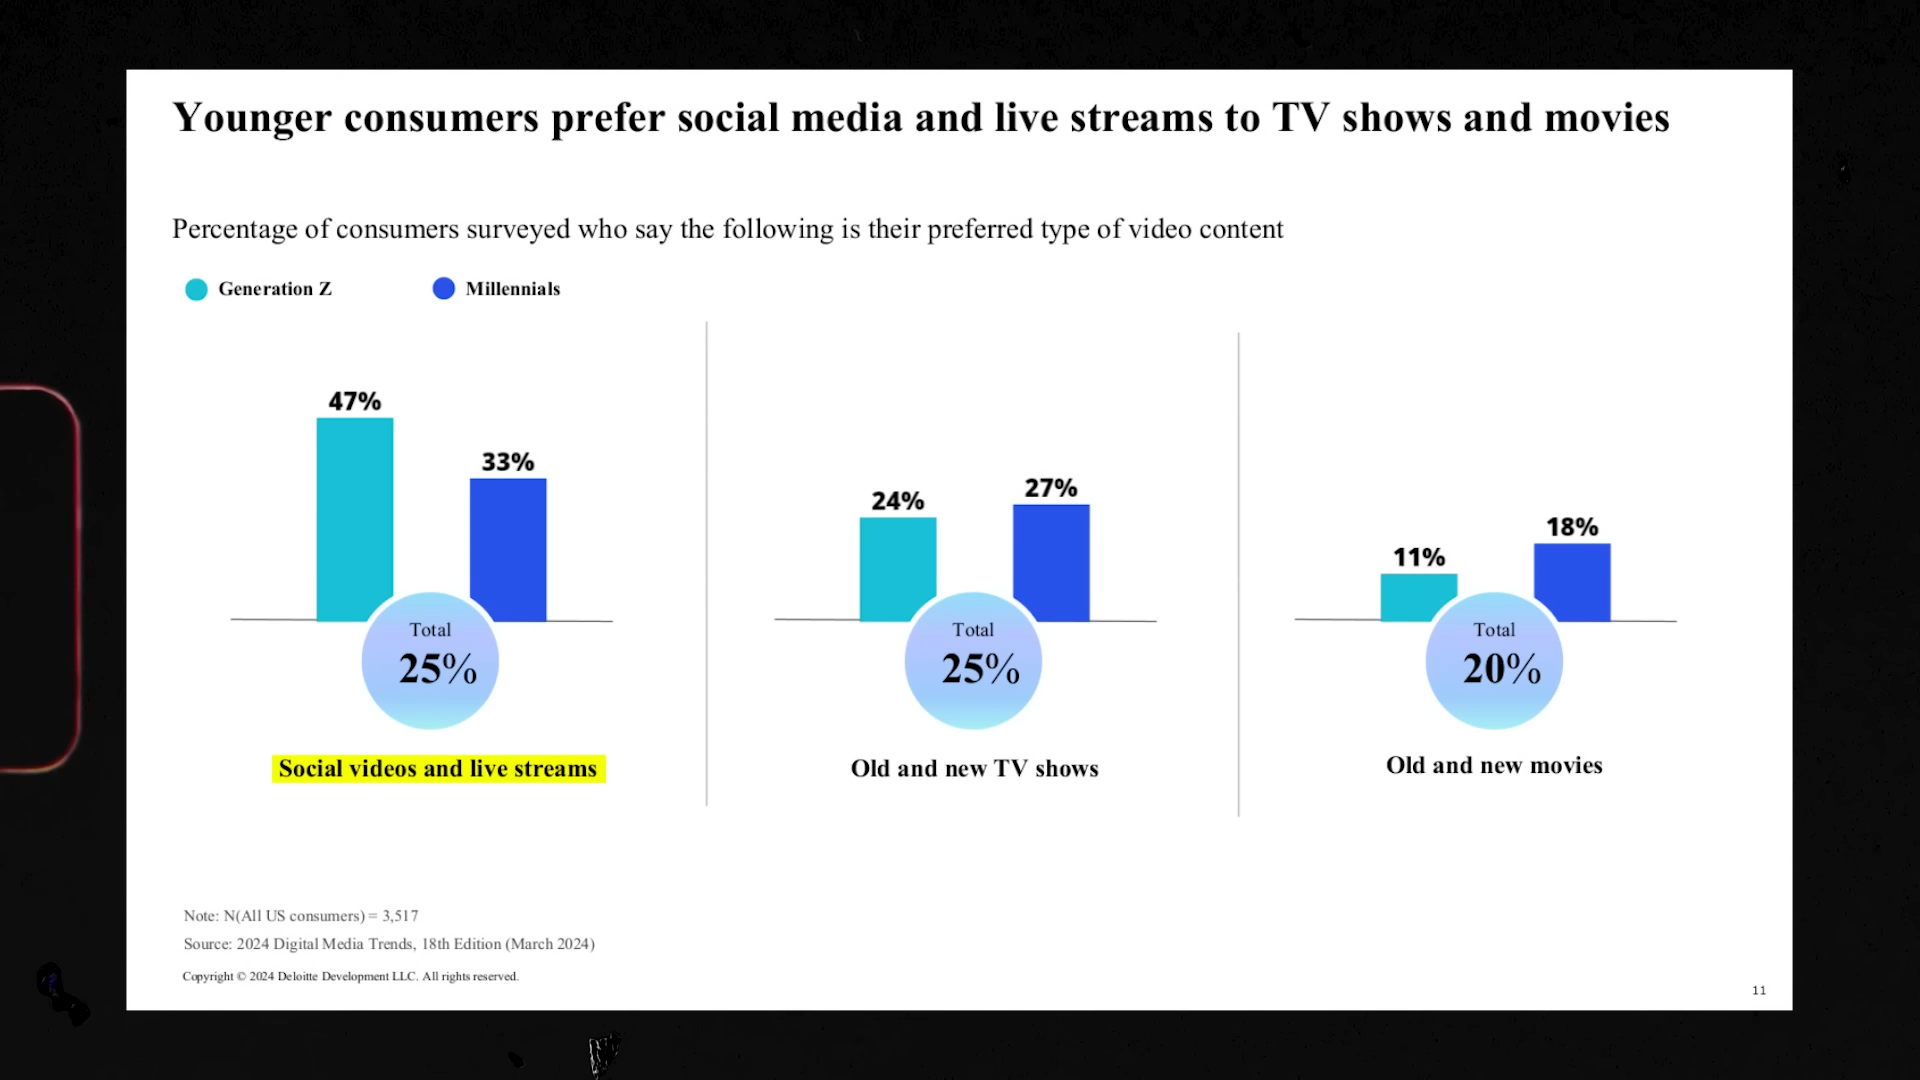 Younger consumers prefer social media and live streams to TV shows and movies
Percentage of consumers surveyed who say the following is their preferred type of video content
Generation Z
Millennials
47%
33%
Total
25%
Social videos and live streams
24%
27%
Total
25%
Old and new TV shows
11%
18%
Total
20%
Old and new movies
Note: N(All US consumers) = 3,517
Source: 2024 Digital Media Trends, 18th Edition (March 2024)
Copyright © 2024 Deloitte Development LLC. All rights reserved.
11